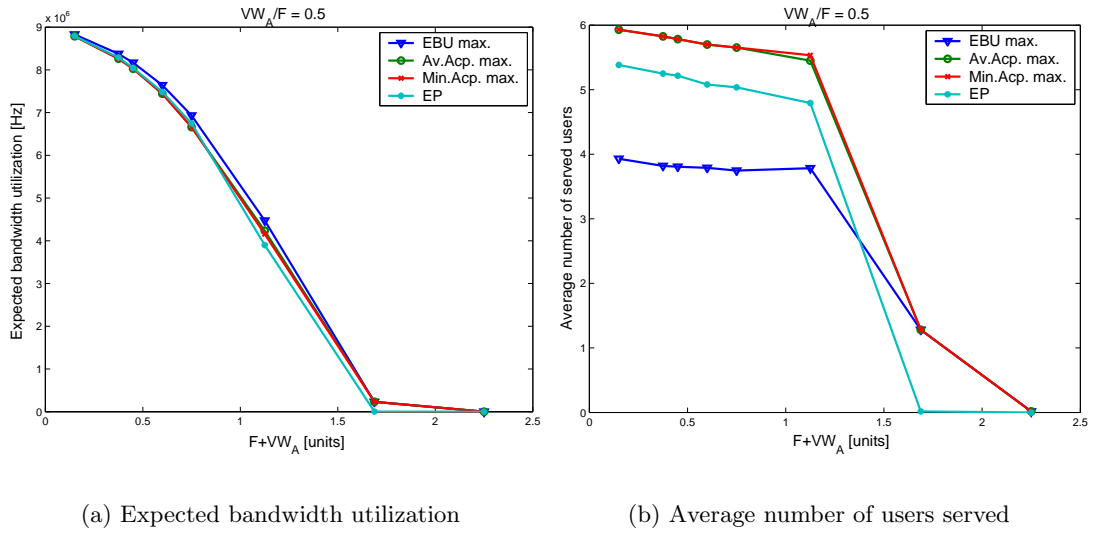 VW_A/F = 0.5
x 10^6
9
8
7
6
5
4
3
2
1
0
Expected bandwidth utilization [Hz]
EBU max.
Av.Acp. max.
Min.Acp. max.
EP
0 0.5 1 1.5 2 2.5
F+VW_A [units]
(a) Expected bandwidth utilization
VW_A/F = 0.5
6
5
4
3
2
1
0
Average number of served users
EBU max.
Av.Acp. max.
Min.Acp. max.
EP
0 0.5 1 1.5 2 2.5
F+VW_A [units]
(b) Average number of users served